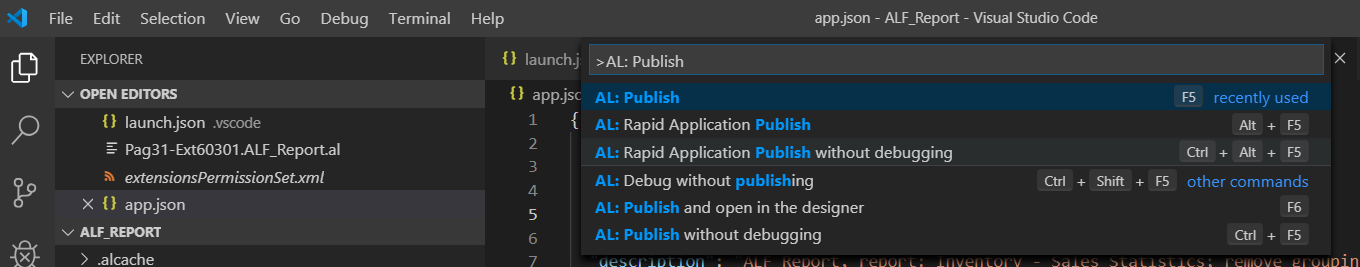 File Edit Selection View Go Debug Terminal Help app.json - ALF_Report - Visual Studio Code
EXPLORER
OPEN EDITORS
{} launch.json .vscode
Pag31-Ext60301.ALF_Report.al
extensionsPermissionSet.xml
× {} app.json
ALF_REPORT
> .alcache
{} launch.j
{} app.jsc
1 {
2
3
4
5
6
7 "description": "ALF Report, report: Inventory - Sales Statistics; remove groupin
>AL: Publish
AL: Publish F5 recently used
AL: Rapid Application Publish Alt + F5
AL: Rapid Application Publish without debugging Ctrl + Alt + F5
AL: Debug without publishing Ctrl + Shift + F5 other commands
AL: Publish and open in the designer F6
AL: Publish without debugging Ctrl + F5